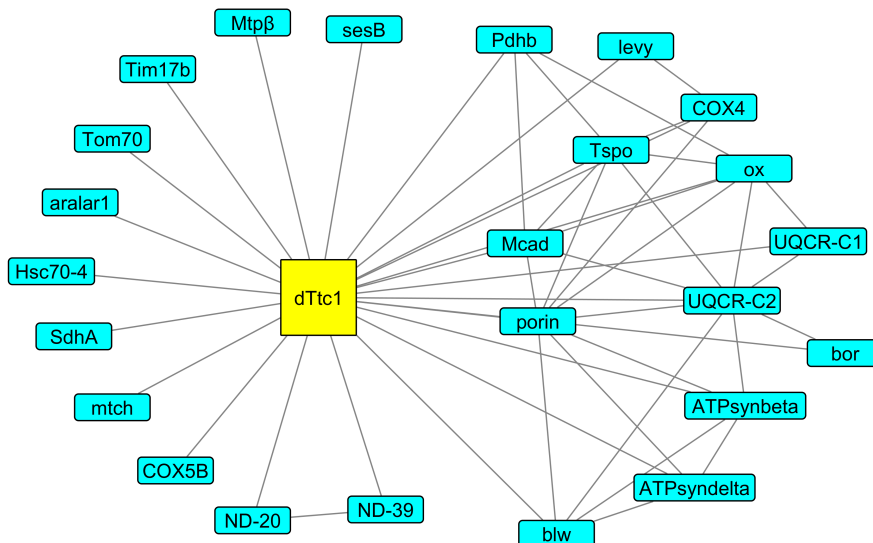 Mtpβ
sesB
Pdhb
levy
Tim17b
COX4
Tom70
Tspo
ox
aralar1
Mcad
UQCR-C1
Hsc70-4
dTtc1
UQCR-C2
SdhA
porin
bor
mtch
ATPsynbeta
COX5B
ATPsyndelta
ND-20
ND-39
blw